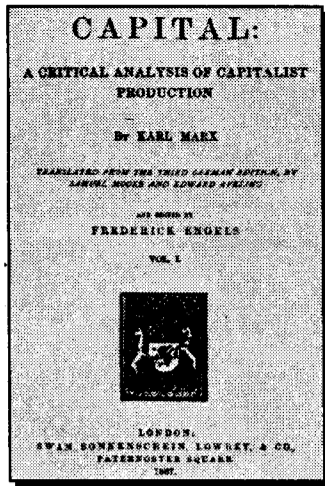 CAPITAL:
A CRITICAL ANALYSIS OF CAPITALIST
PRODUCTION
BY KARL MARX
TRANSLATED FROM THE THIRD GERMAN EDITION, BY
SAMUEL MOORE AND EDWARD AVELING
AND EDITED BY
FREDERICK ENGELS
VOL. I.
LONDON:
SWAN SONNENSCHEIN, LOWREY, & CO.,
PATERNOSTER SQUARE
1887.